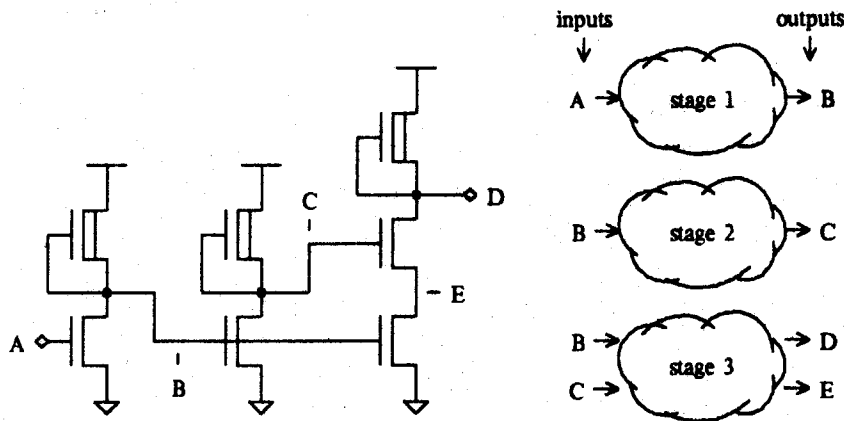 inputs outputs
A stage 1 B
C
D
B stage 2 C
E
A
B
B stage 3 D
C E